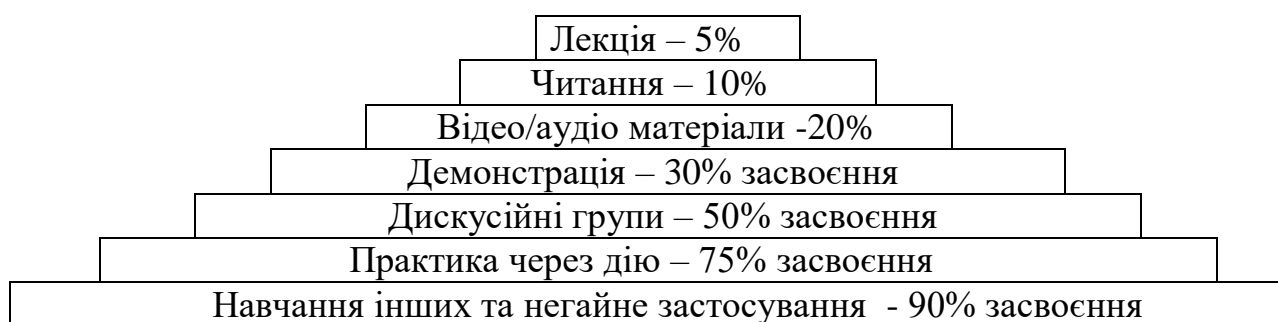 Лекція – 5%
Читання – 10%
Відео/аудіо матеріали -20%
Демонстрація – 30% засвоєння
Дискусійні групи – 50% засвоєння
Практика через дію – 75% засвоєння
Навчання інших та негайне застосування - 90% засвоєння